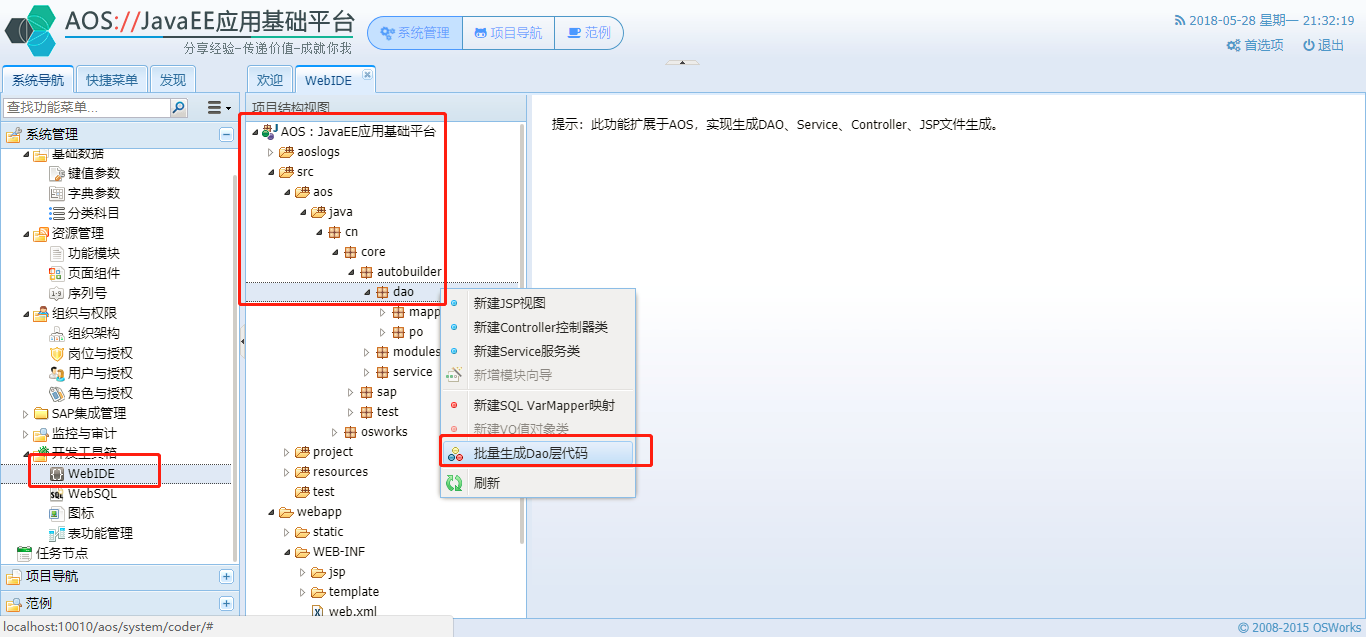 AOS://JavaEE应用基础平台
分享经验-传递价值-成就你我
系统管理 项目导航 范例
2018-05-28 星期一 21:32:19
首选项 退出
系统导航 快捷菜单 发现
欢迎 WebIDE
查找功能菜单...
系统管理
基础数据
键值参数
字典参数
分类科目
资源管理
功能模块
页面组件
序列号
组织与权限
组织架构
岗位与授权
用户与授权
角色与授权
SAP集成管理
监控与审计
开发工具箱
WebIDE
WebSQL
图标
表功能管理
任务节点
项目导航
范例
localhost:10010/aos/system/coder/#
项目结构视图
AOS：JavaEE应用基础平台
aoslogs
src
aos
java
cn
core
autobuilder
dao
mapp
po
modules
service
sap
test
osworks
project
resources
test
webapp
static
WEB-INF
jsp
template
web.xml
新建JSP视图
新建Controller控制器类
新建Service服务类
新增模块向导
新建SQL VarMapper映射
新建VO值对象类
批量生成Dao层代码
刷新
提示：此功能扩展于AOS，实现生成DAO、Service、Controller、JSP文件生成。
© 2008-2015 OSWorks